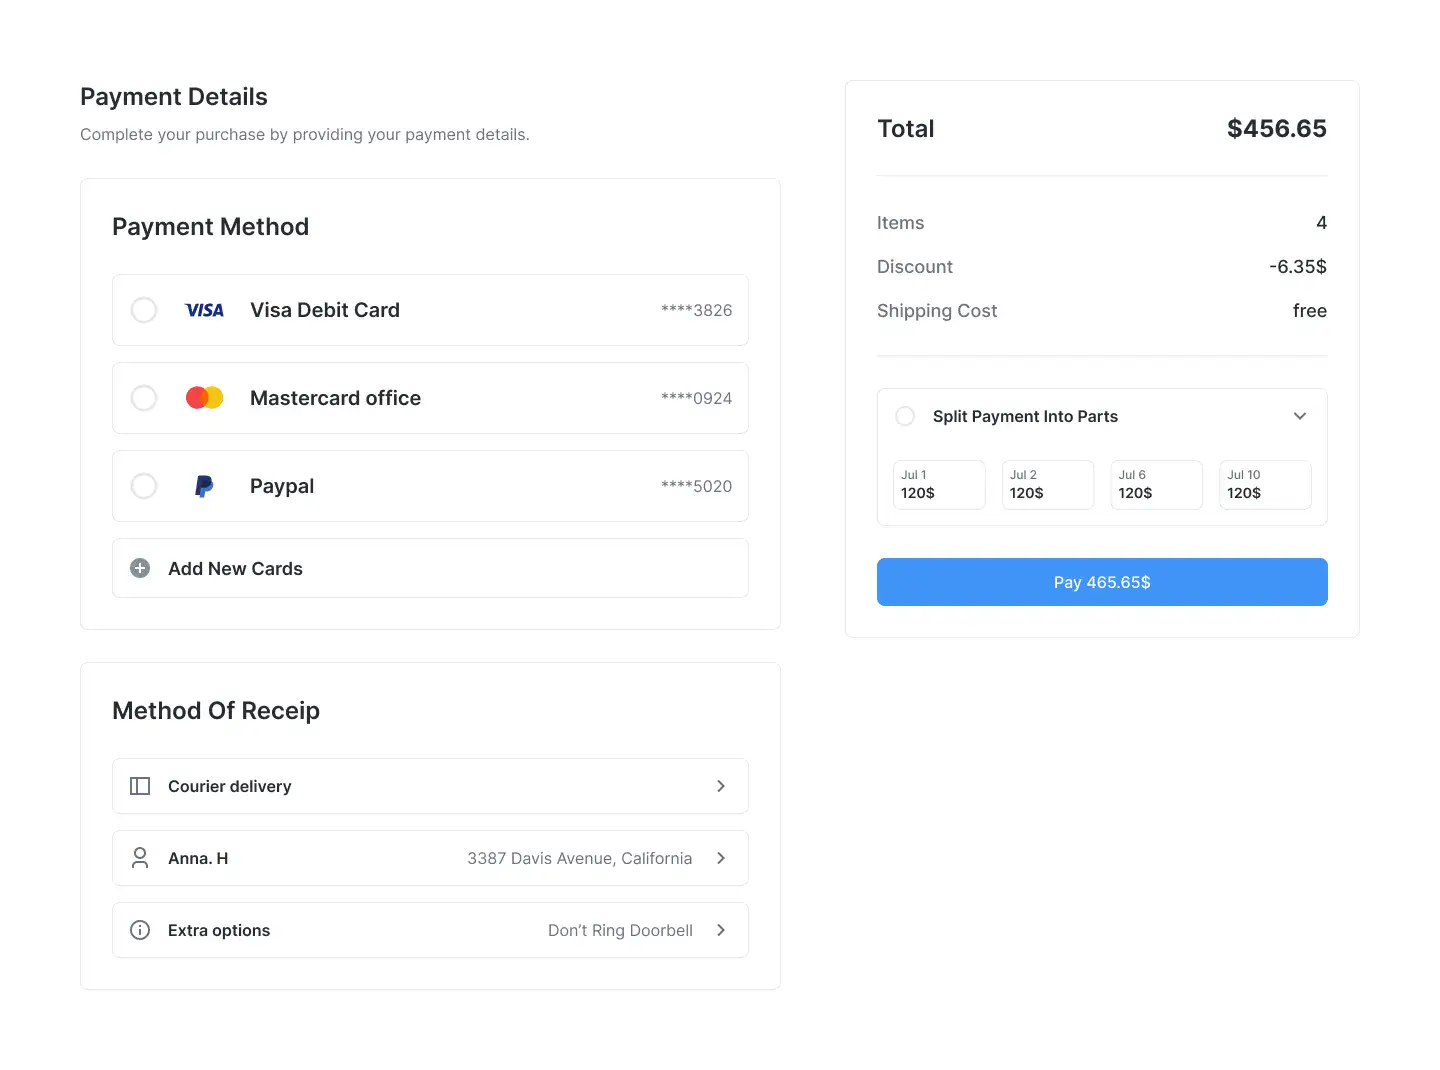 Payment Details
Complete your purchase by providing your payment details.
Payment Method
VISA Visa Debit Card ****3826
Mastercard office ****0924
Paypal ****5020
Add New Cards
Method Of Receip
Courier delivery
Anna. H 3387 Davis Avenue, California
Extra options Don’t Ring Doorbell
Total $456.65
Items 4
Discount -6.35$
Shipping Cost free
Split Payment Into Parts
Jul 1 Jul 2 Jul 6 Jul 10
120$ 120$ 120$ 120$
Pay 465.65$